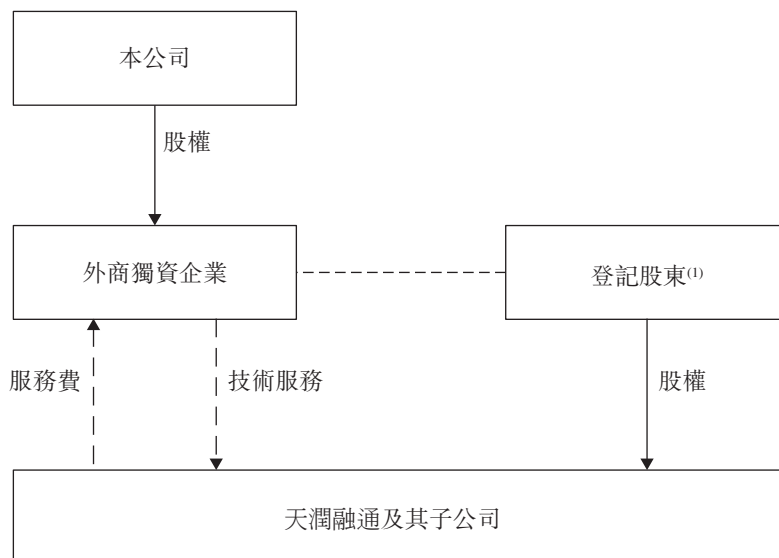 本公司
股權
外商獨資企業
登記股東(1)
服務費
技術服務
股權
天潤融通及其子公司